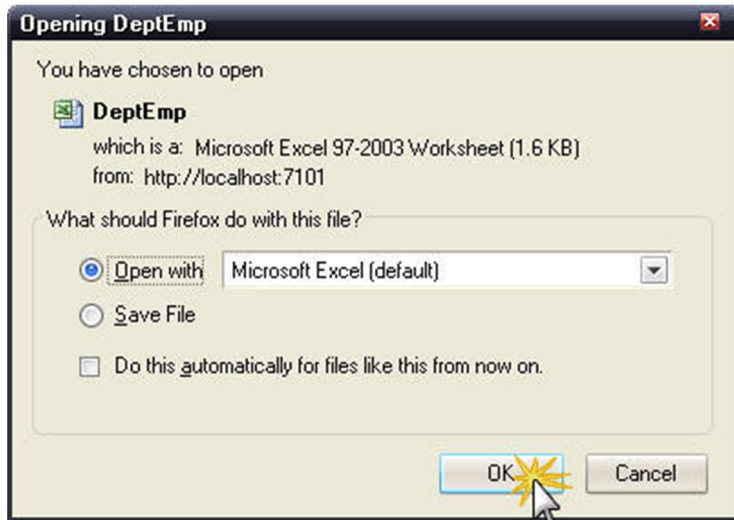 Opening DeptEmp
You have chosen to open
DeptEmp
which is a: Microsoft Excel 97-2003 Worksheet (1.6 KB)
from: http://localhost:7101
What should Firefox do with this file?
Open with Microsoft Excel (default)
Save File
Do this automatically for files like this from now on.
OK Cancel